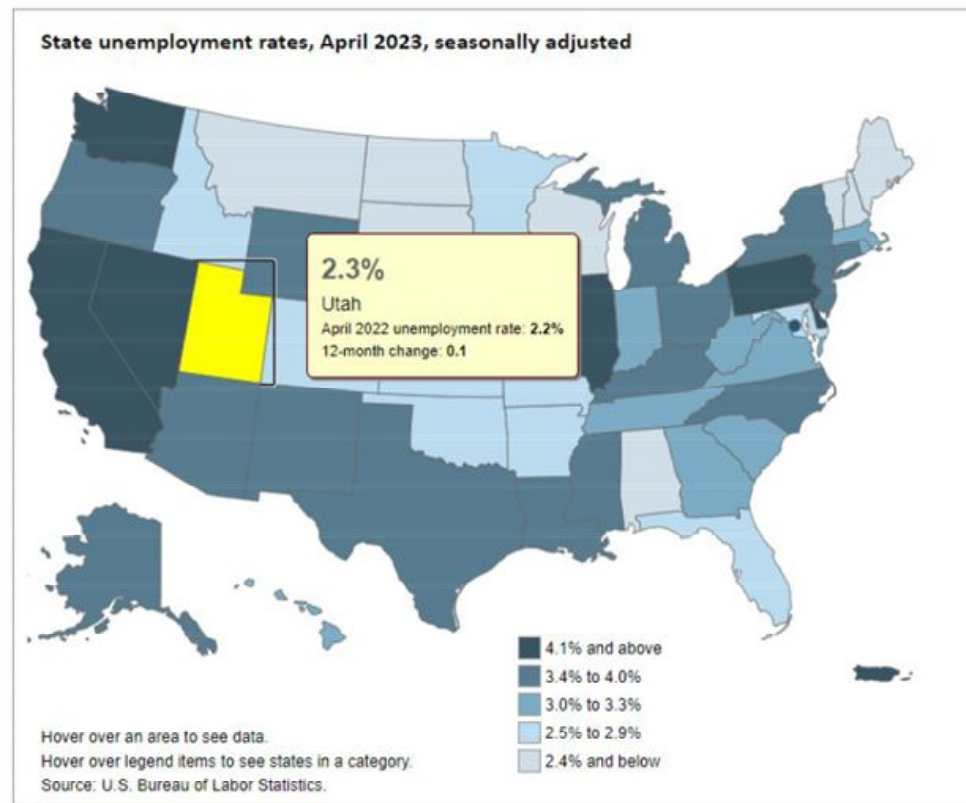 State unemployment rates, April 2023, seasonally adjusted
2.3%
Utah
April 2022 unemployment rate: 2.2%
12-month change: 0.1
4.1% and above
3.4% to 4.0%
3.0% to 3.3%
2.5% to 2.9%
2.4% and below
Hover over an area to see data.
Hover over legend items to see states in a category.
Source: U.S. Bureau of Labor Statistics.